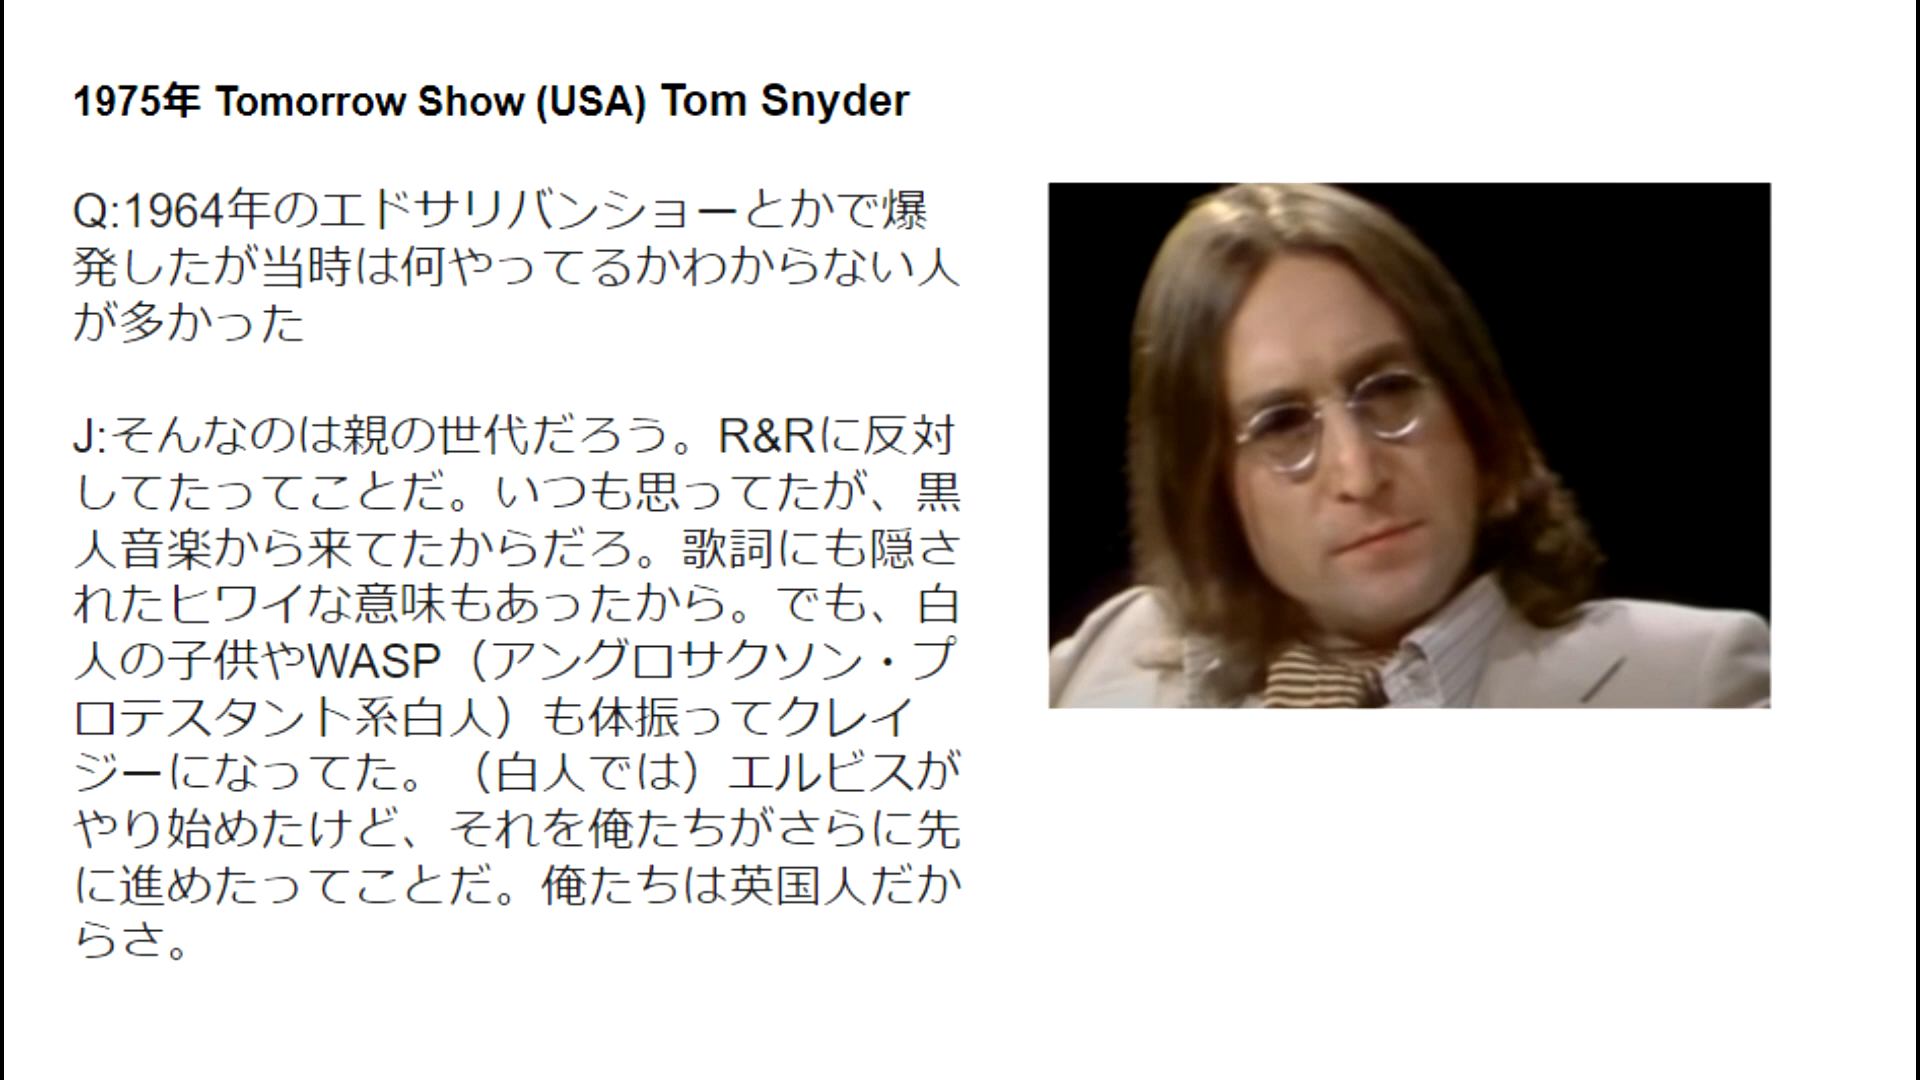 1975年 Tomorrow Show (USA) Tom Snyder
Q:1964年のエドサリバンショーとかで爆
発したが当時は何やってるかわからない人
が多かった
J:そんなのは親の世代だろう。R&Rに反対
してたってことだ。いつも思ってたが、黒
人音楽から来てたからだろ。歌詞にも隠さ
れたヒワイな意味もあったから。でも、白
人の子供やWASP（アングロサクソン・プ
ロテスタント系白人）も体振ってクレイ
ジーになってた。（白人では）エルビスが
やり始めたけど、それを俺たちがさらに先
に進めたってことだ。俺たちは英国人だか
らさ。